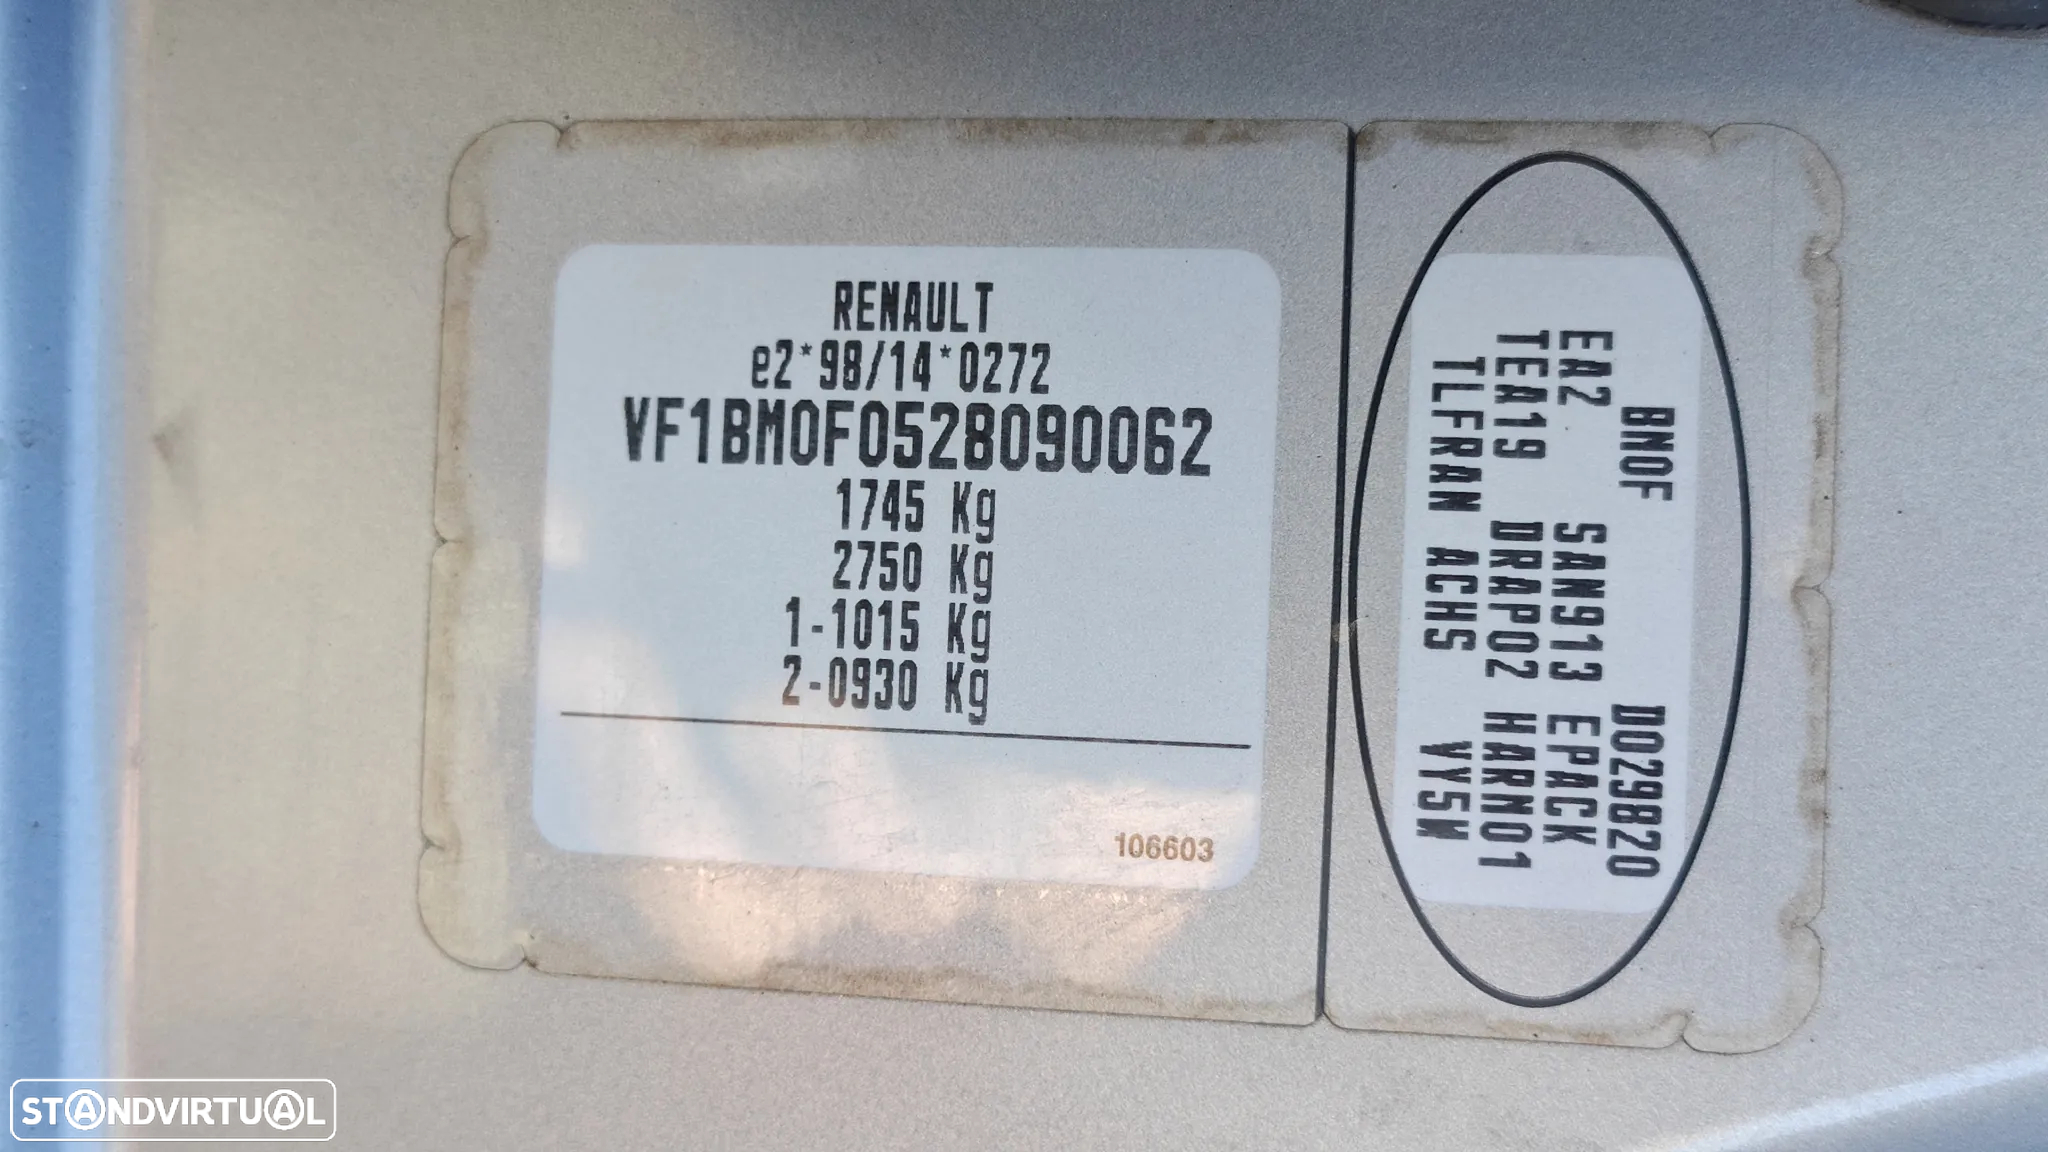 RENAULT
e2*98/14*0272
VF1BM0F0528090062
1745 Kg
2750 Kg
1-1015 Kg
2-0930 Kg
106603
BN0F D029820
EA2 SAN913 EPACK
TEA19 DRAP02 HARN01
TLFRAN ACHS VY5W
STANDVIRTUAL